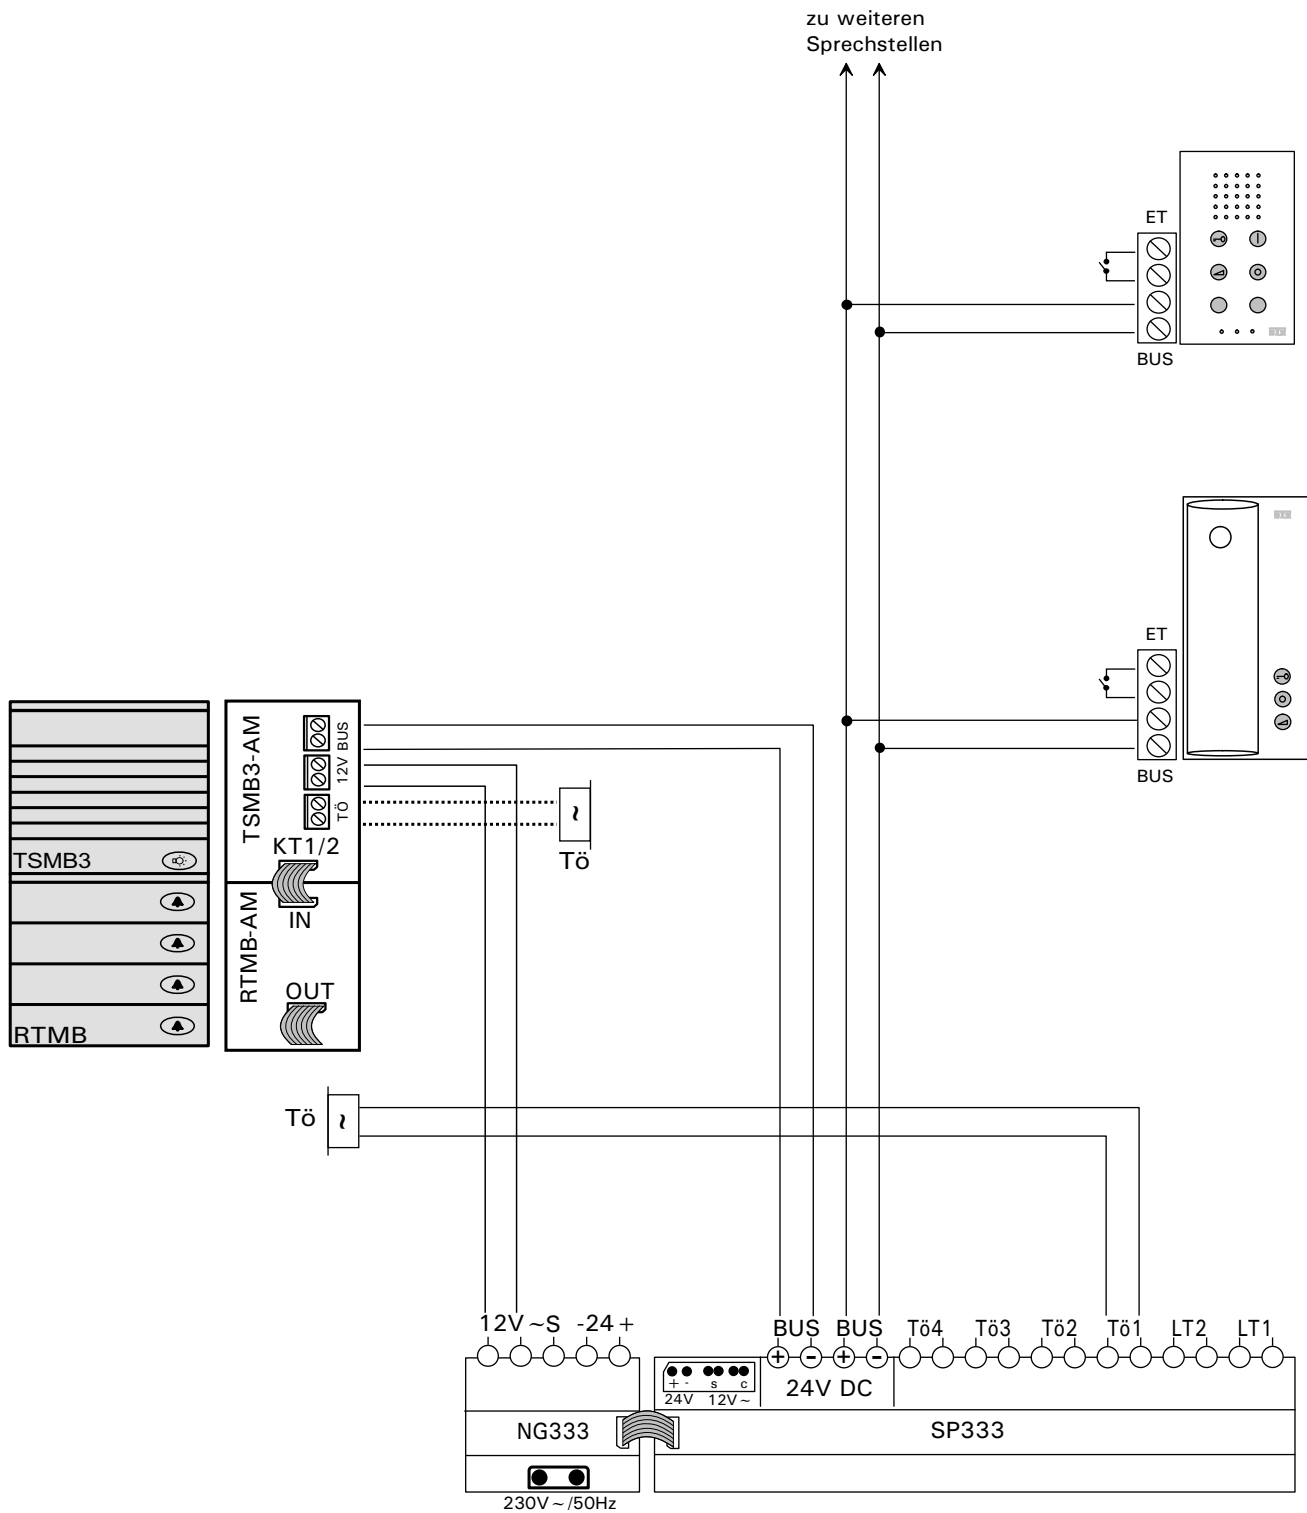 zu weiteren
Sprechstellen
ET
BUS
ET
BUS
TSMB3-AM
BUS
12V
TÖ
KT1/2
TSMB3
Tö
RTMB-AM
IN
OUT
RTMB
Tö
12V~S -24+
BUS BUS Tö4 Tö3 Tö2 Tö1 LT2 LT1
+ - + -
+ - s c
24V 12V~
24V DC
NG333
SP333
230V~/50Hz